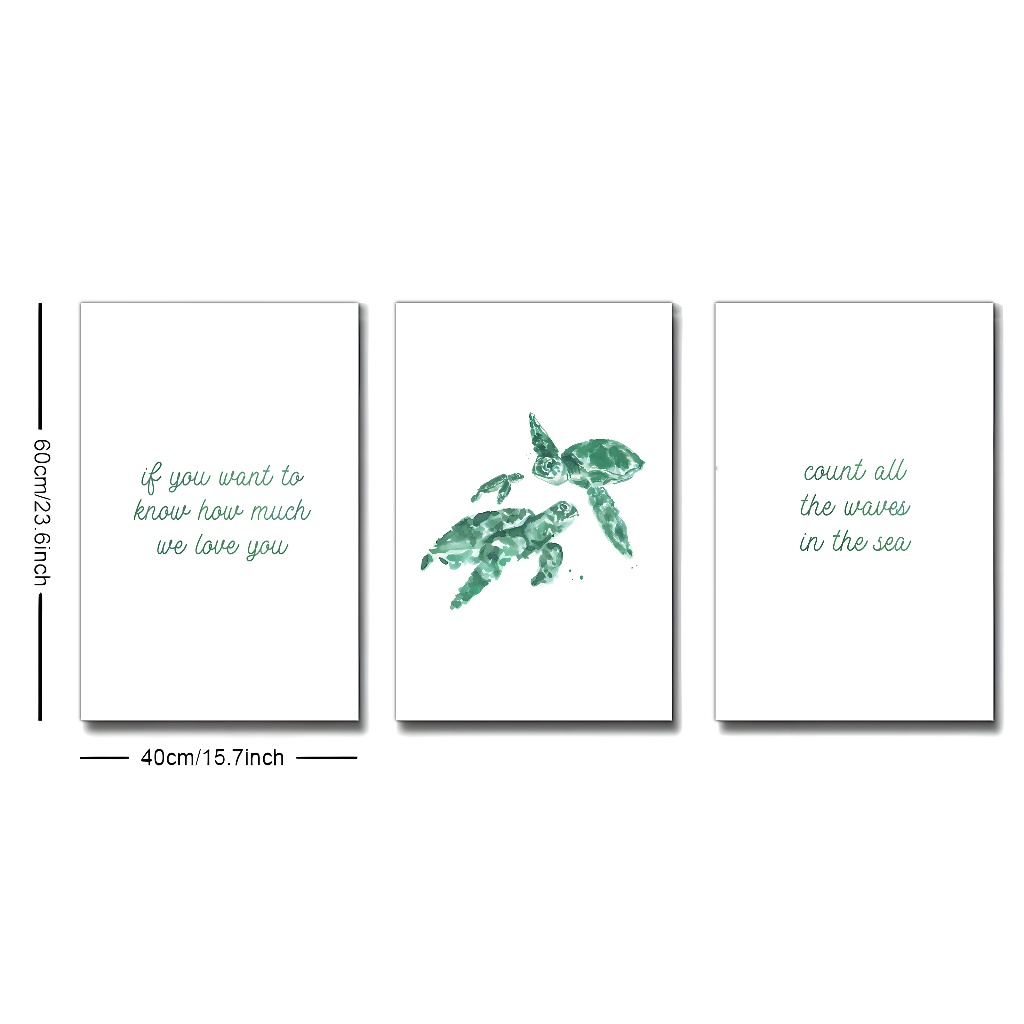 if you want to
know how much
we love you
count all
the waves
in the sea
60cm/23.6inch
40cm/15.7inch